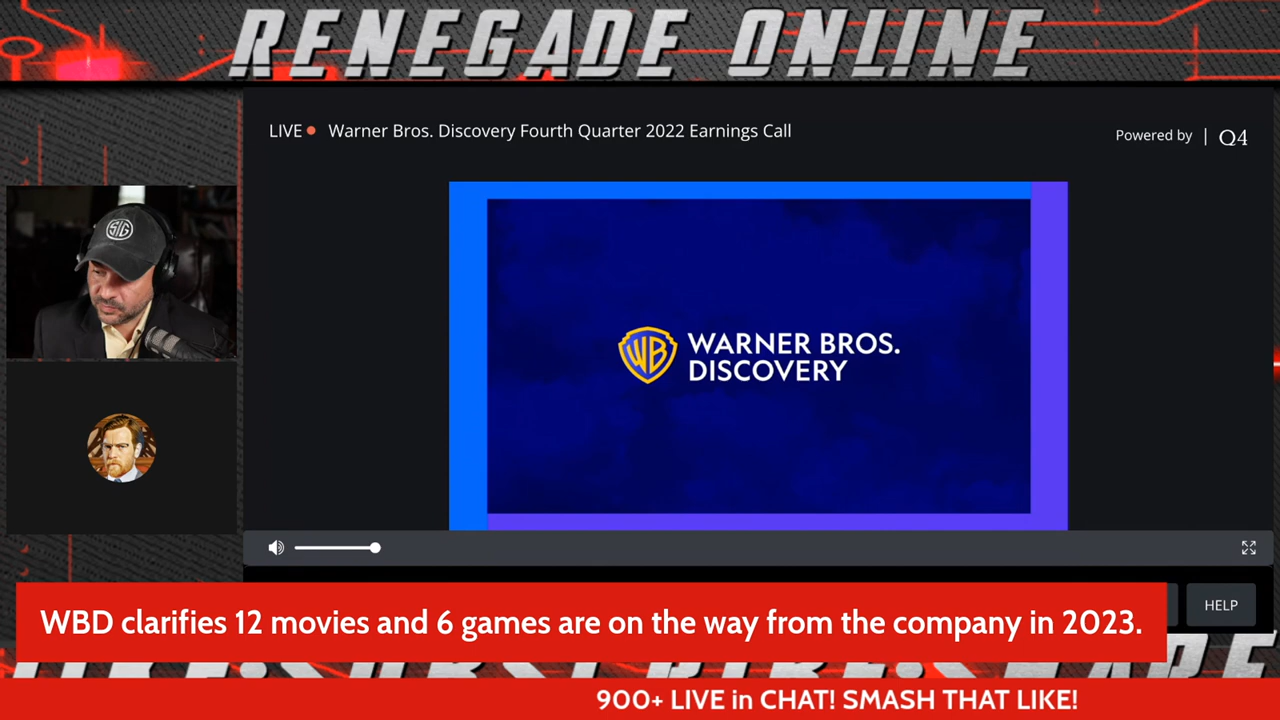 RENEGADE ONLINE
LIVE Warner Bros. Discovery Fourth Quarter 2022 Earnings Call
Powered by | Q4
SIG
WB
WARNER BROS.
DISCOVERY
HELP
WBD clarifies 12 movies and 6 games are on the way from the company in 2023.
900+ LIVE in CHAT! SMASH THAT LIKE!